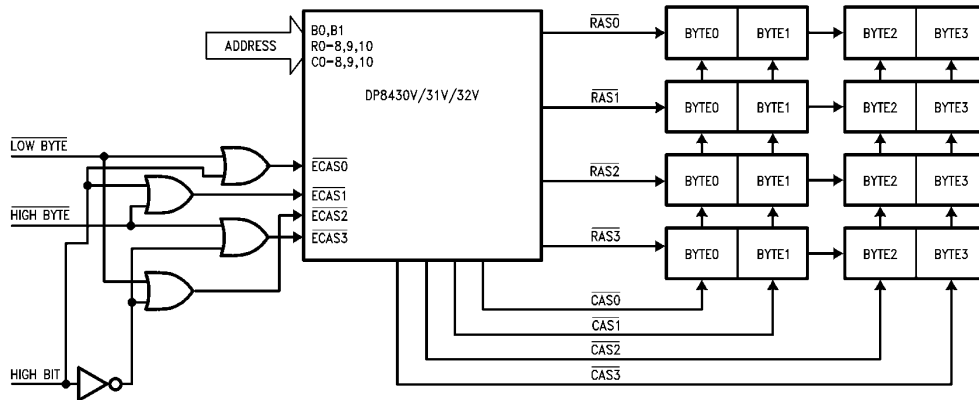 B0,B1
ADDRESS
R0-8,9,10
C0-8,9,10
DP8430V/31V/32V
RAS0
BYTE0 BYTE1 BYTE2 BYTE3
RAS1
BYTE0 BYTE1 BYTE2 BYTE3
LOW BYTE
ECAS0
RAS2
BYTE0 BYTE1 BYTE2 BYTE3
ECAS1
HIGH BYTE
ECAS2
ECAS3
RAS3
BYTE0 BYTE1 BYTE2 BYTE3
CAS0
CAS1
CAS2
HIGH BIT
CAS3